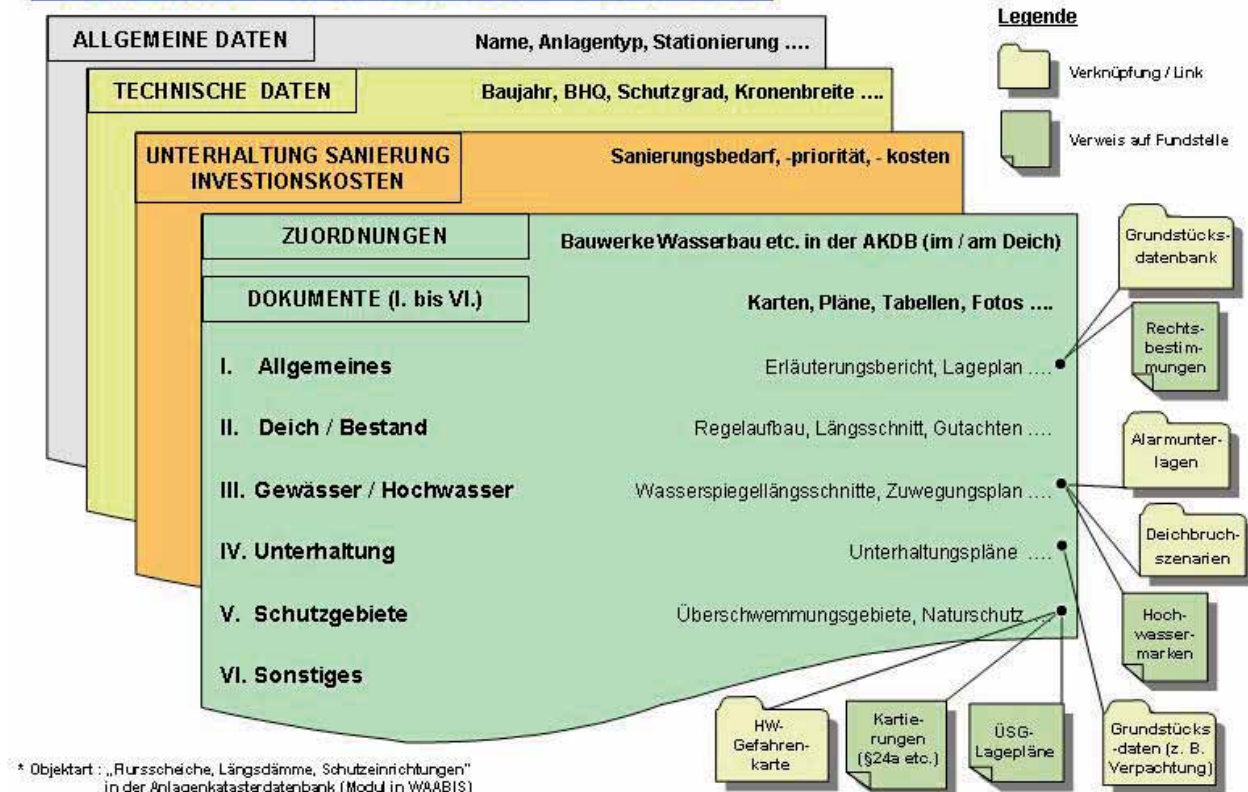 Legende
ALLGEMEINE DATEN
Name, Anlagentyp, Stationierung ....
Verknüpfung / Link
TECHNISCHE DATEN
Baujahr, BHQ, Schutzgrad, Kronenbreite ....
Verweis auf Fundstelle
UNTERHALTUNG SANIERUNG
INVESTIONSKOSTEN
Sanierungsbedarf, -priorität, - kosten
ZUORDNUNGEN
Bauwerke Wasserbau etc. in der AKDB (im / am Deich)
DOKUMENTE (I. bis VI.)
Karten, Pläne, Tabellen, Fotos ....
I. Allgemeines
Erläuterungsbericht, Lageplan ....
II. Deich / Bestand
Regelaufbau, Längsschnitt, Gutachten ....
III. Gewässer / Hochwasser
Wasserspiegellängsschnitte, Zuwegungsplan ....
IV. Unterhaltung
Unterhaltungspläne ....
V. Schutzgebiete
Überschwemmungsgebiete, Naturschutz ...
VI. Sonstiges
Grundstücks-
datenbank
Rechts-
bestim-
mungen
Alarmunter-
lagen
Deichbruch-
szenarien
Hoch-
wasser-
marken
HW-
Gefahren-
karte
Kartie-
rungen
(§24a etc.)
ÜSG-
Lagepläne
Grundstücks
-daten (z. B.
Verpachtung)
* Objektart : „Flursscheiche, Längsdämme, Schutzeinrichtungen"
in der Anlagenkatasterdatenbank (Modul in WAABIS)